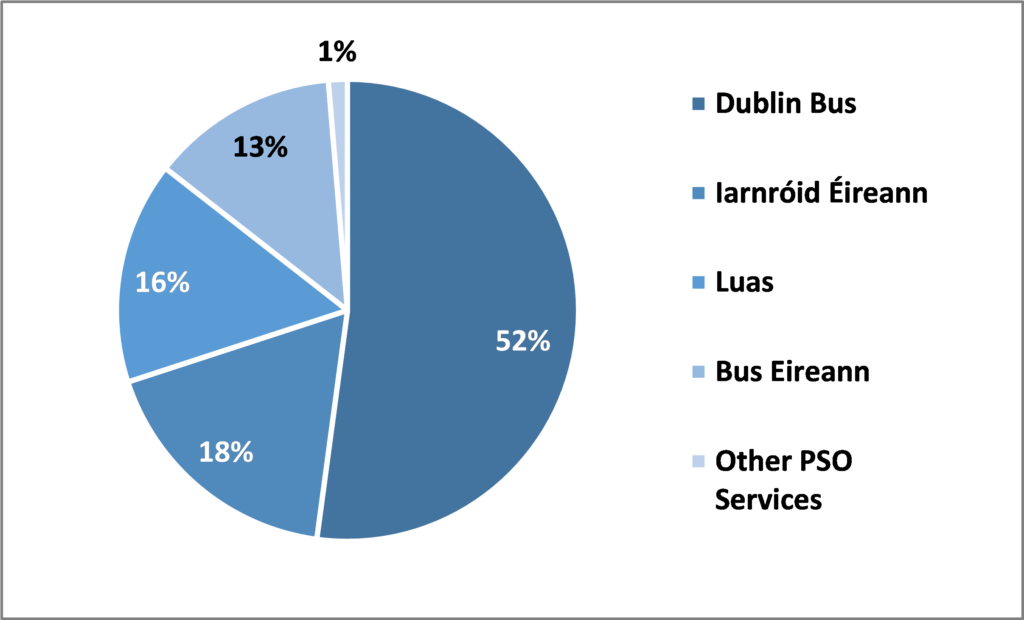 1%
13%
16%
52%
18%
Dublin Bus
Iarnróid Éireann
Luas
Bus Eireann
Other PSO
Services